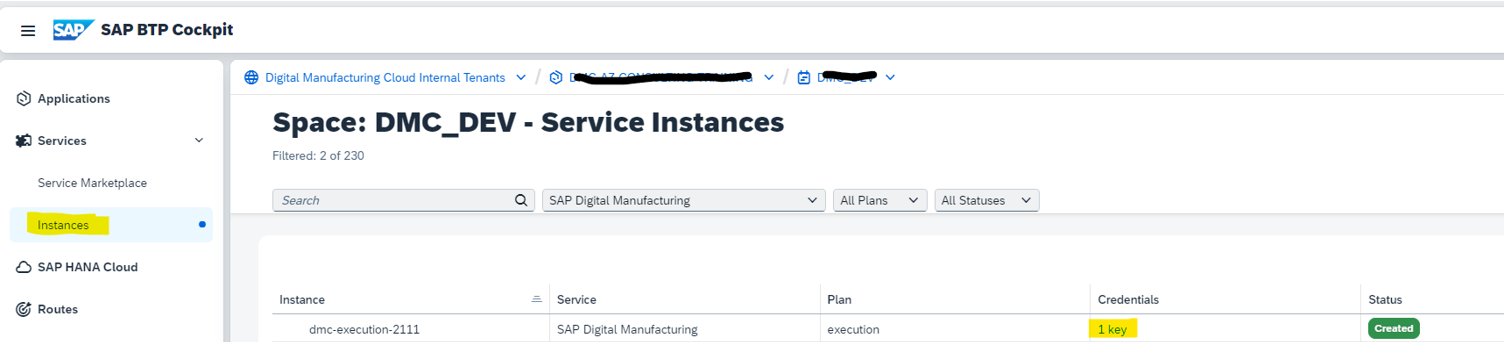 SAP SAP BTP Cockpit
Digital Manufacturing Cloud Internal Tenants / /
Applications
Space: DMC_DEV - Service Instances
Services
Filtered: 2 of 230
Service Marketplace
Search SAP Digital Manufacturing All Plans All Statuses
Instances
SAP HANA Cloud
Routes
Instance Service Plan Credentials Status
dmc-execution-2111 SAP Digital Manufacturing execution 1 key Created